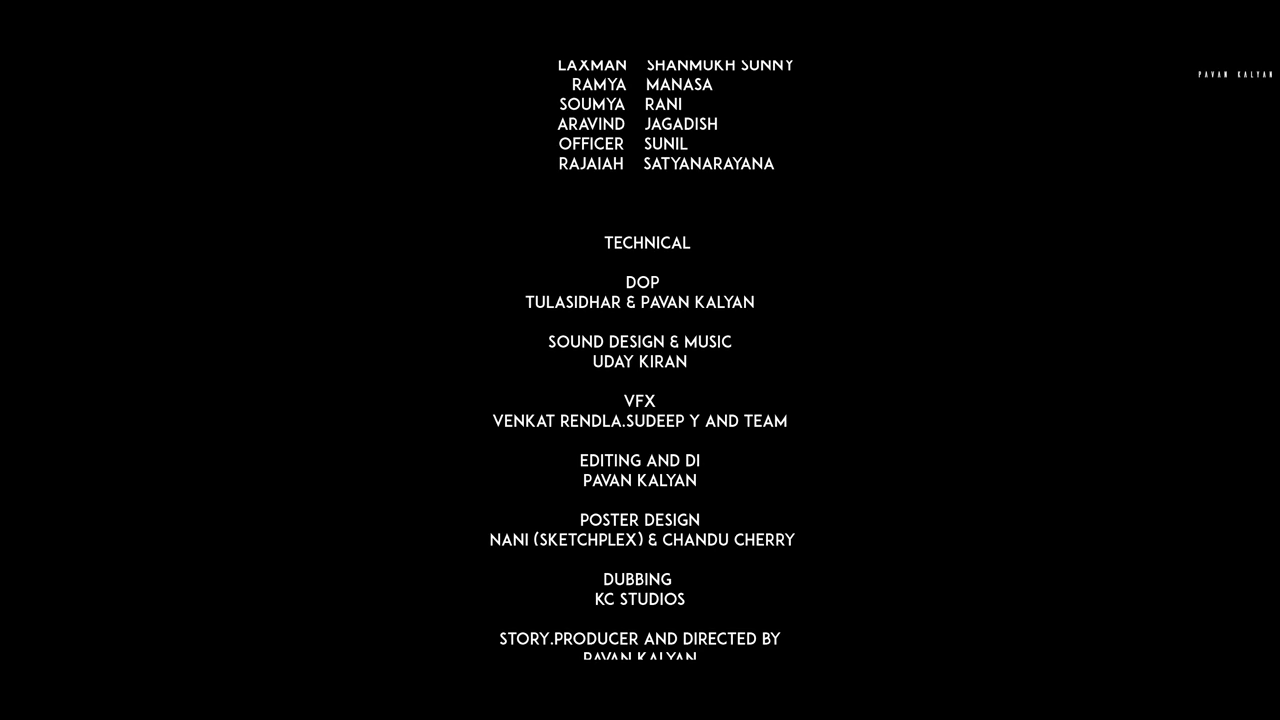 LAXMAN SHANMUKH SUNNY
PAVAN KALYAN
RAMYA MANASA
SOUMYA RANI
ARAVIND JAGADISH
OFFICER SUNIL
RAJAIAH SATYANARAYANA
TECHNICAL
DOP
TULASIDHAR & PAVAN KALYAN
SOUND DESIGN & MUSIC
UDAY KIRAN
VFX
VENKAT RENDLA.SUDEEP Y AND TEAM
EDITING AND DI
PAVAN KALYAN
POSTER DESIGN
NANI (SKETCHPLEX) & CHANDU CHERRY
DUBBING
KC STUDIOS
STORY.PRODUCER AND DIRECTED BY
PAVAN KALYAN